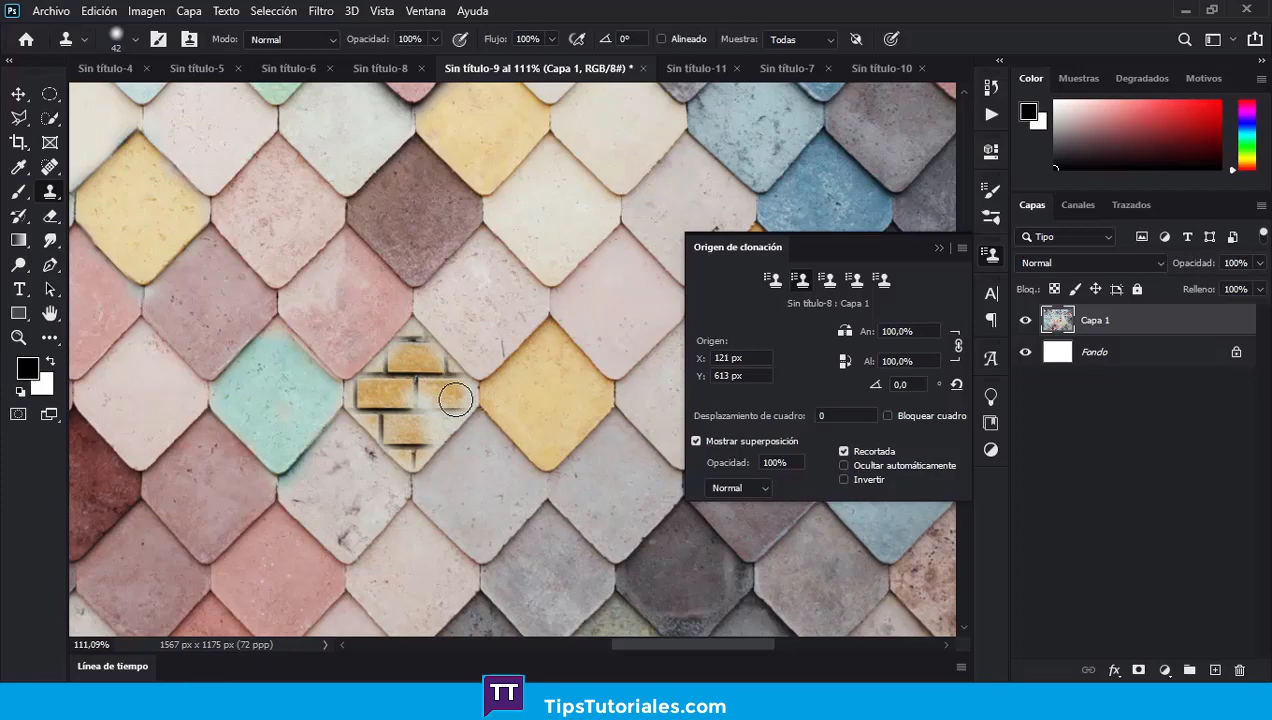 Ps Archivo Edición Imagen Capa Texto Selección Filtro 3D Vista Ventana Ayuda
42 Modo: Normal Opacidad: 100% Flujo: 100% 0° Alineado Muestra: Todas
Sin título-4 × Sin título-5 × Sin título-6 × Sin título-8 × Sin título-9 al 111% (Capa 1, RGB/8#) * × Sin título-11 × Sin título-7 × Sin título-10 ×
Color Muestras Degradados Motivos
Capas Canales Trazados
Tipo
Normal Opacidad: 100%
Bloq.: Relleno: 100%
Capa 1
Fondo
Origen de clonación
Sin título-8 : Capa 1
Origen:
X: 121 px
Y: 613 px
An: 100,0%
Al: 100,0%
0,0 °
Desplazamiento de cuadro: 0 Bloquear cuadro
Mostrar superposición
Opacidad: 100%
Normal
Recortada
Ocultar automáticamente
Invertir
111,09% 1567 px x 1175 px (72 ppp)
Línea de tiempo
TT TipsTutoriales.com